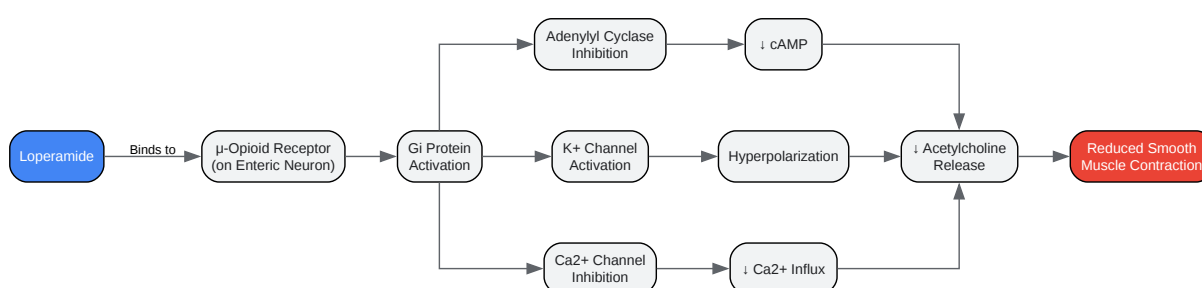 Adenylyl Cyclase
Inhibition
↓ cAMP
Loperamide
Binds to
μ-Opioid Receptor
(on Enteric Neuron)
Gi Protein
Activation
K+ Channel
Activation
Hyperpolarization
↓ Acetylcholine
Release
Reduced Smooth
Muscle Contraction
Ca2+ Channel
Inhibition
↓ Ca2+ Influx